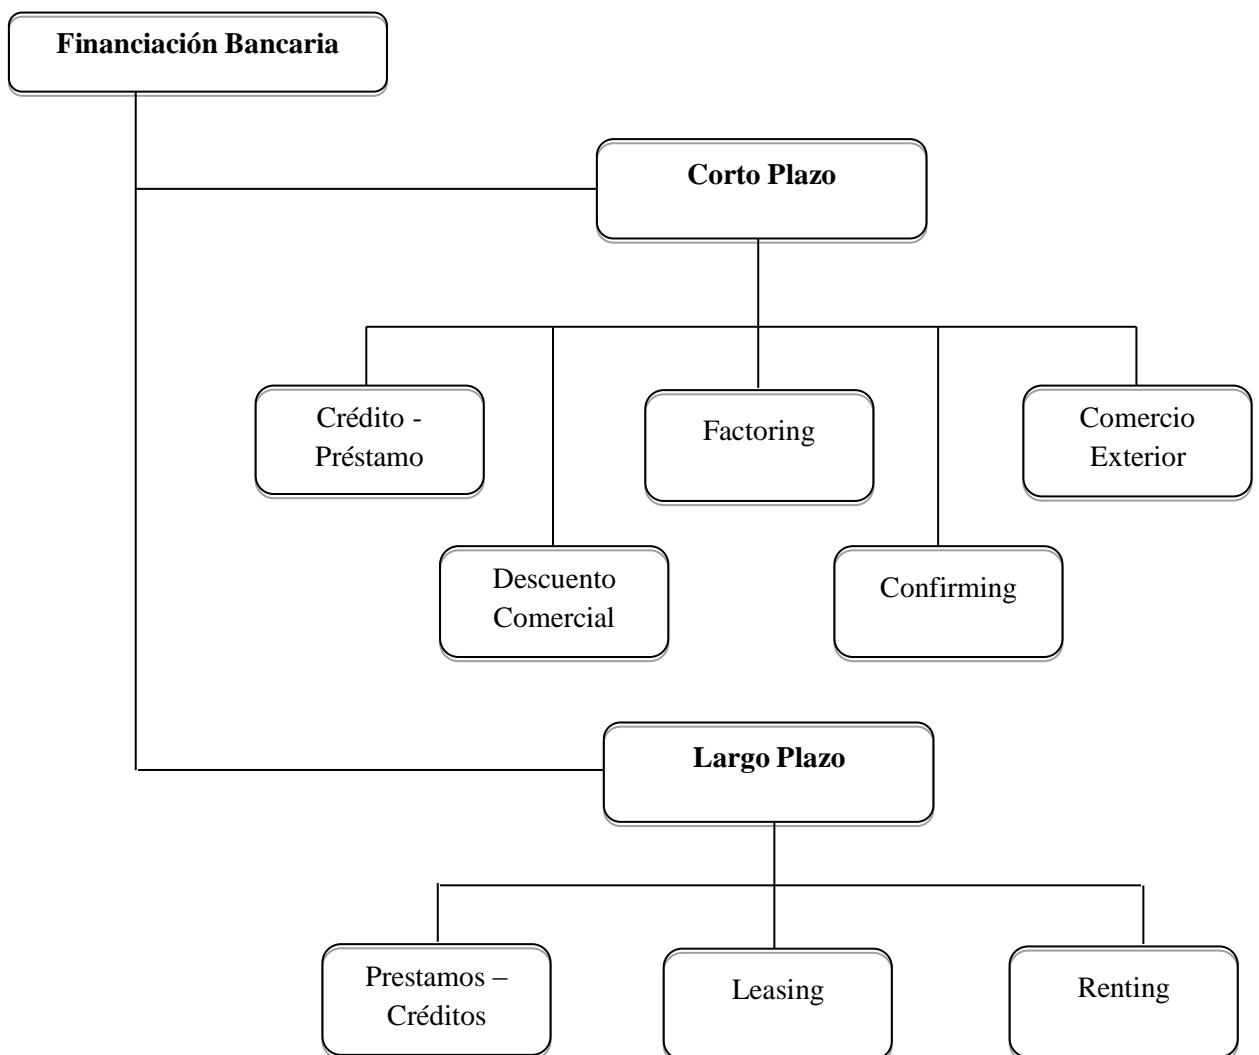 Financiación Bancaria
Corto Plazo
Crédito -
Préstamo
Factoring
Comercio
Exterior
Descuento
Comercial
Confirming
Largo Plazo
Prestamos –
Créditos
Leasing
Renting